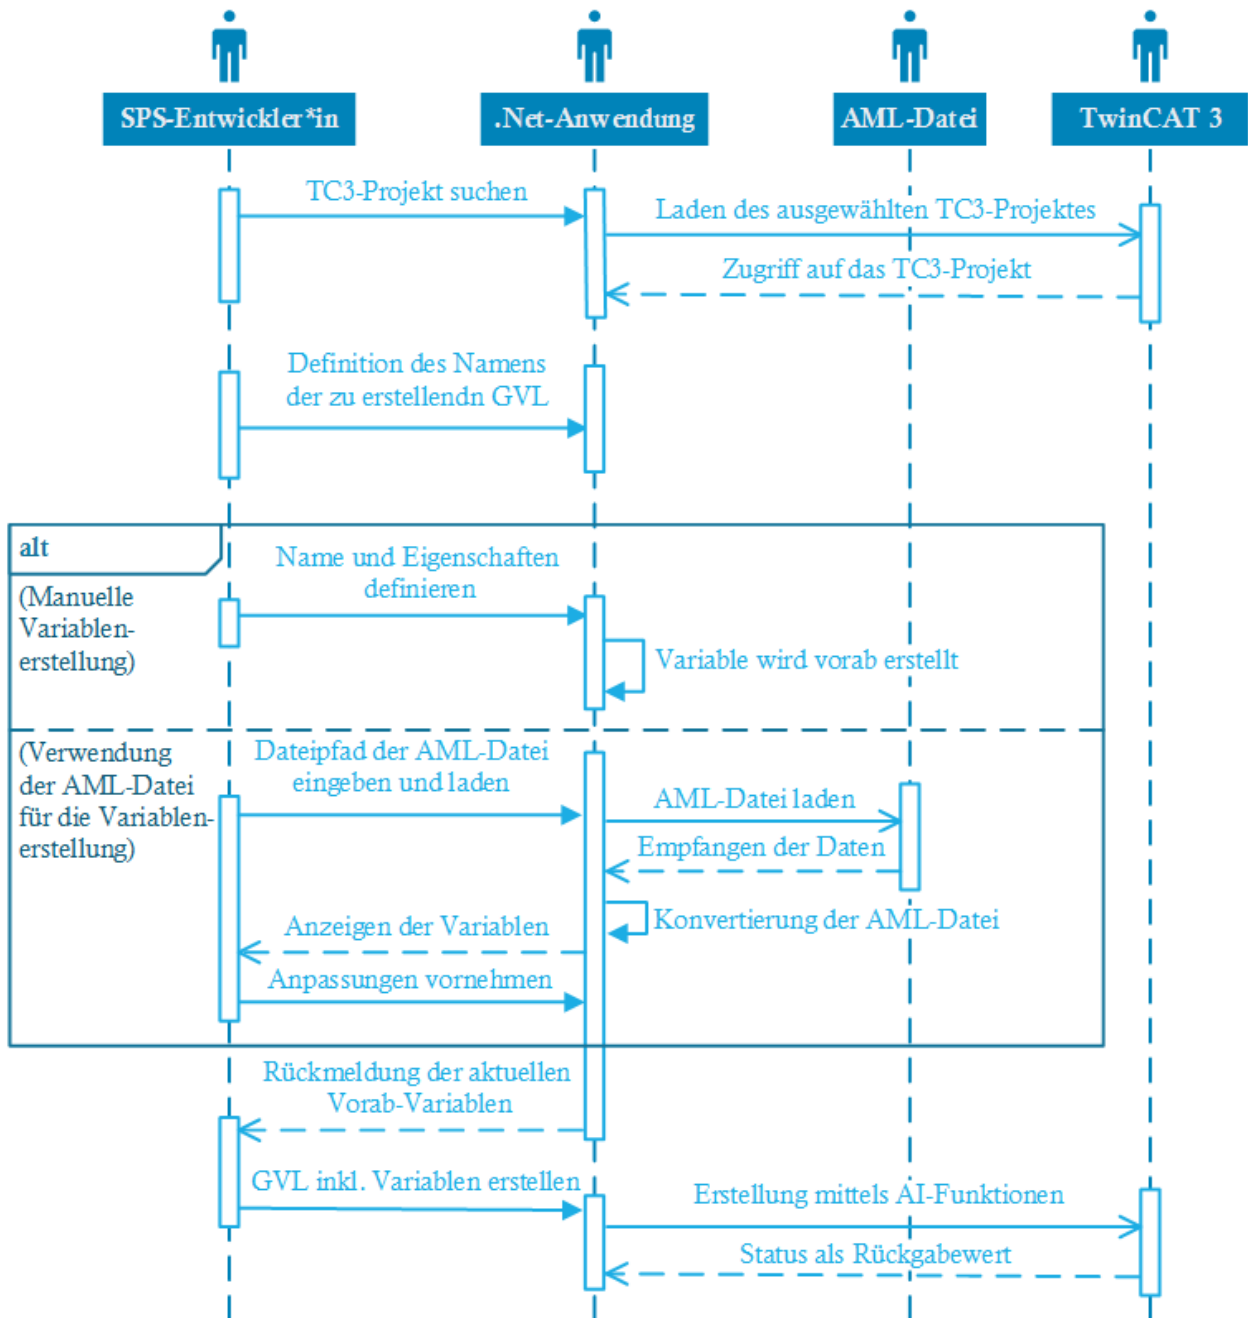 SPS-Entwickler*in
.Net-Anwendung
AML-Datei
TwinCAT 3
TC3-Projekt suchen
Laden des ausgewählten TC3-Projektes
Zugriff auf das TC3-Projekt
Definition des Namens
der zu erstellendn GVL
alt
(Manuelle
Variablen-
erstellung)
Name und Eigenschaften
definieren
Variable wird vorab erstellt
(Verwendung
der AML-Datei
für die Variablen-
erstellung)
Dateipfad der AML-Datei
eingeben und laden
AML-Datei laden
Empfangen der Daten
Konvertierung der AML-Datei
Anzeigen der Variablen
Anpassungen vornehmen
Rückmeldung der aktuellen
Vorab-Variablen
GVL inkl. Variablen erstellen
Erstellung mittels AI-Funktionen
Status als Rückgabewert